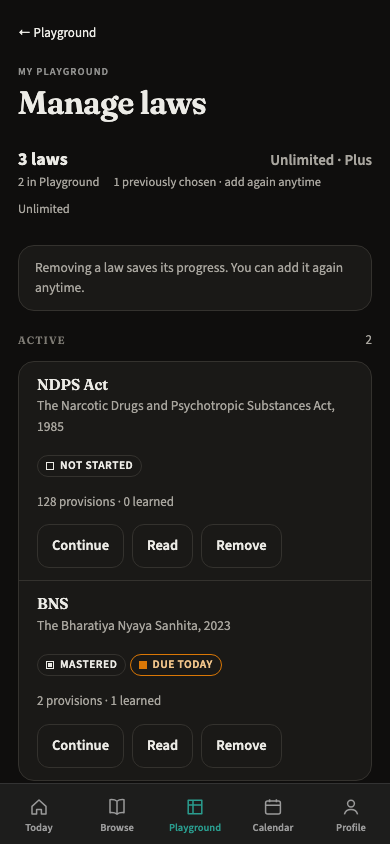 ← Playground
MY PLAYGROUND
Manage laws
3 laws
Unlimited · Plus
2 in Playground
1 previously chosen · add again anytime
Unlimited
Removing a law saves its progress. You can add it again
anytime.
ACTIVE
2
NDPS Act
The Narcotic Drugs and Psychotropic Substances Act,
1985
NOT STARTED
128 provisions · 0 learned
Continue
Read
Remove
BNS
The Bharatiya Nyaya Sanhita, 2023
MASTERED
DUE TODAY
2 provisions · 1 learned
Continue
Read
Remove
Today
Browse
Playground
Calendar
Profile